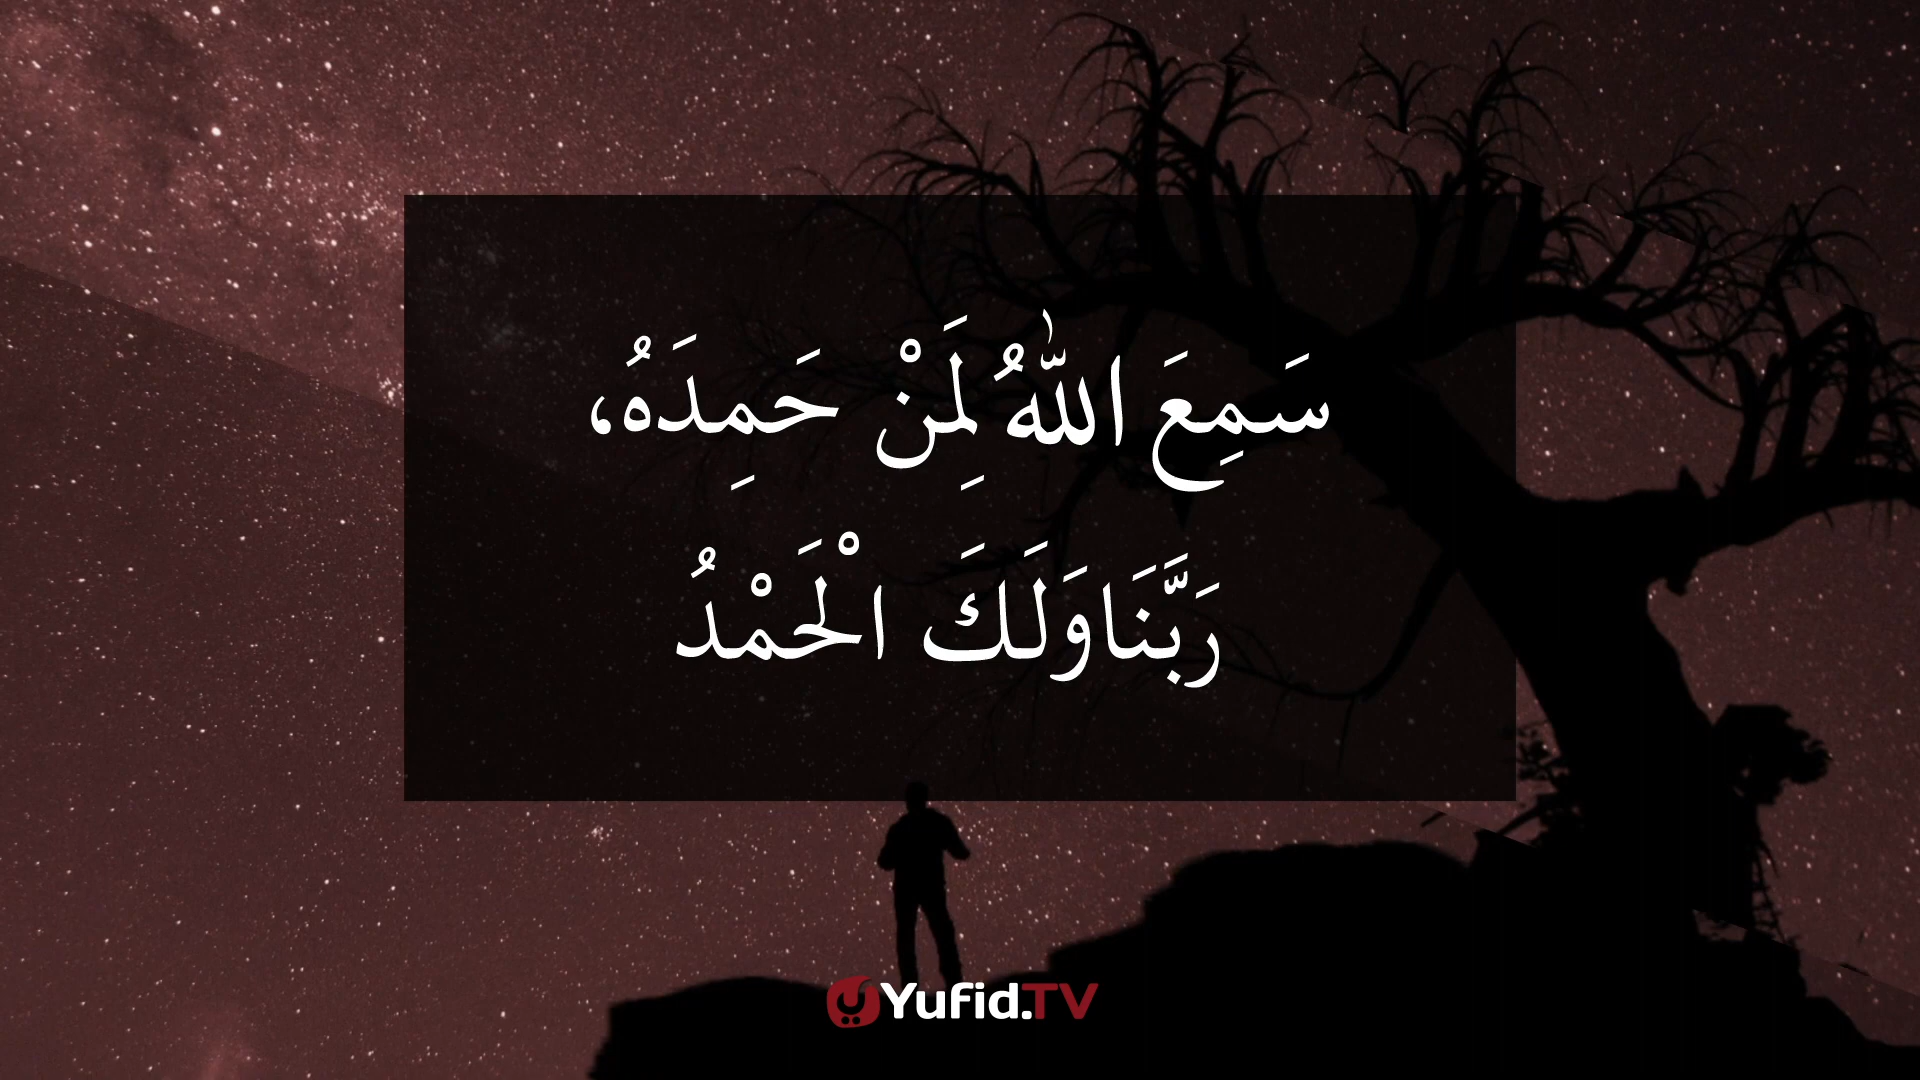 سَمِعَ اللّٰهُ لِمَنْ حَمِدَهُ،
رَبَّنَاوَلَكَ الْحَمْدُ
Yufid.TV